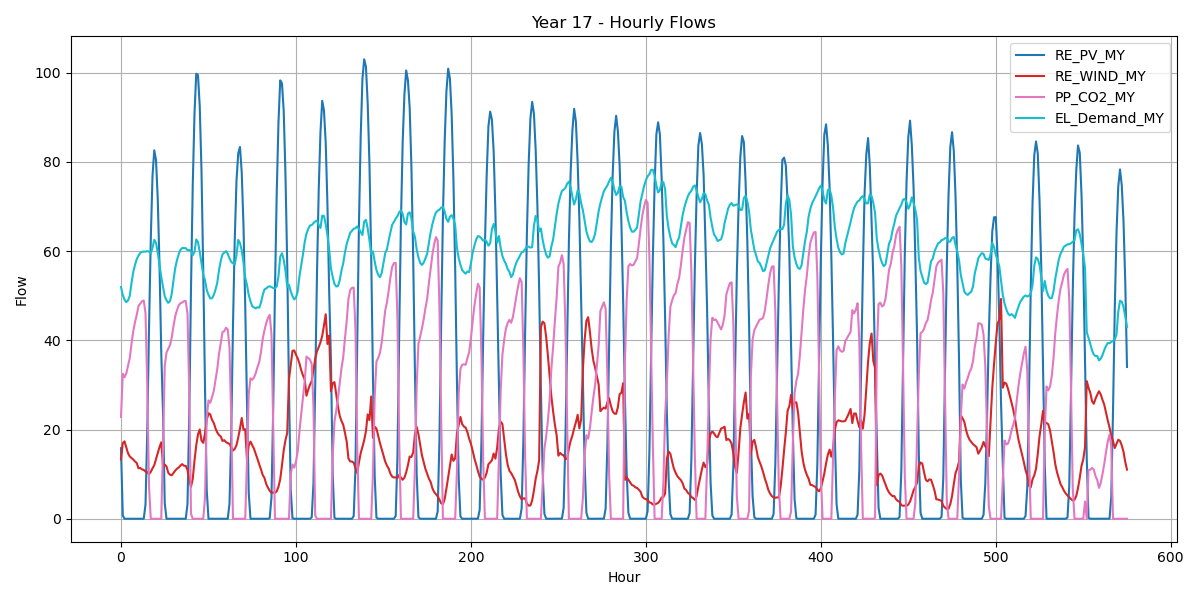 Year 17 - Hourly Flows
Flow
100
80
60
40
20
0
RE_PV_MY
RE_WIND_MY
PP_CO2_MY
EL_Demand_MY
0 100 200 300 400 500 600
Hour